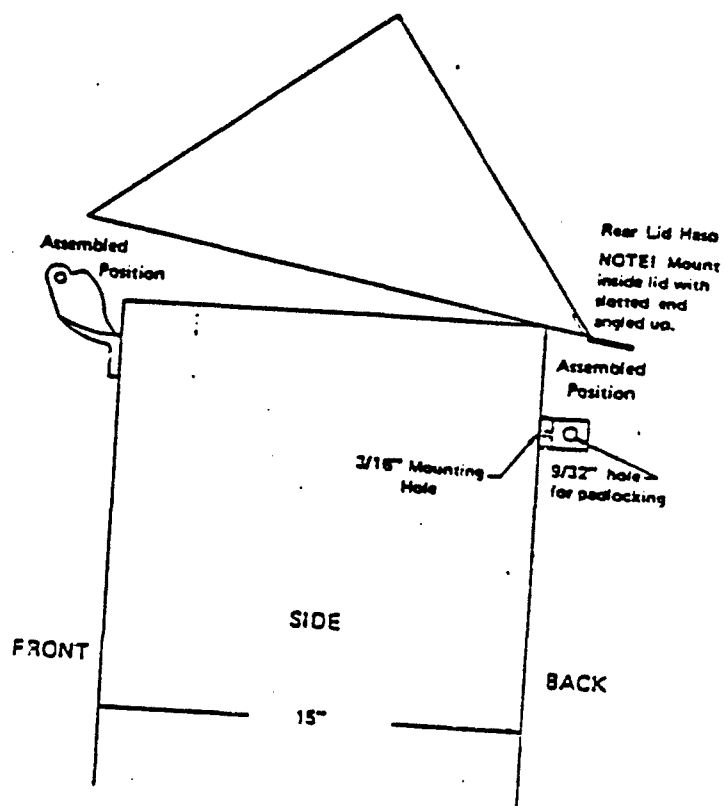 Assembled
Position
Rear Lid Hasp
NOTE! Mount
inside lid with
slotted end
angled up.
Assembled
Position
3/16" Mounting
Hole
9/32" hole
for padlocking
SIDE
FRONT
BACK
15"